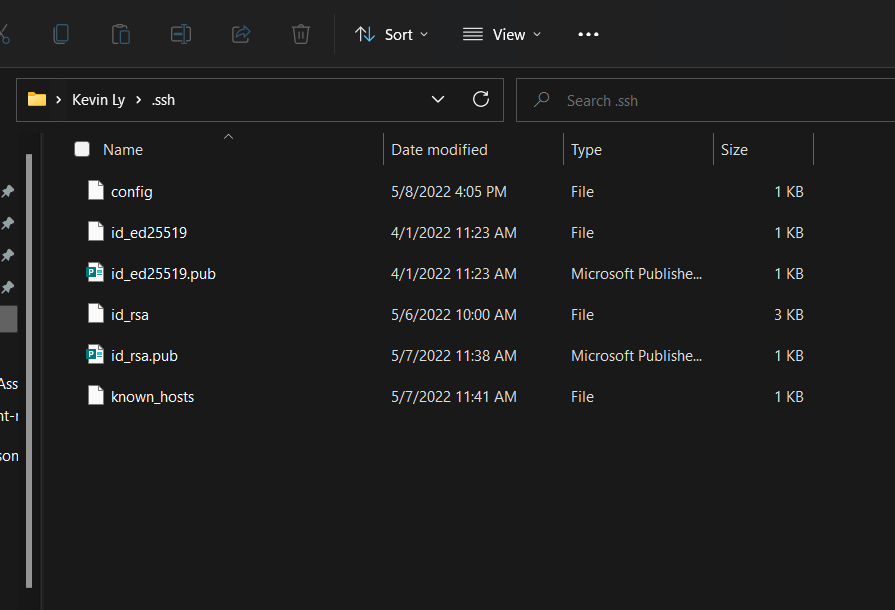 Sort View
Kevin Ly .ssh Search .ssh
Name Date modified Type Size
config 5/8/2022 4:05 PM File 1 KB
id_ed25519 4/1/2022 11:23 AM File 1 KB
id_ed25519.pub 4/1/2022 11:23 AM Microsoft Publishe... 1 KB
id_rsa 5/6/2022 10:00 AM File 3 KB
id_rsa.pub 5/7/2022 11:38 AM Microsoft Publishe... 1 KB
Ass
known_hosts 5/7/2022 11:41 AM File 1 KB
son